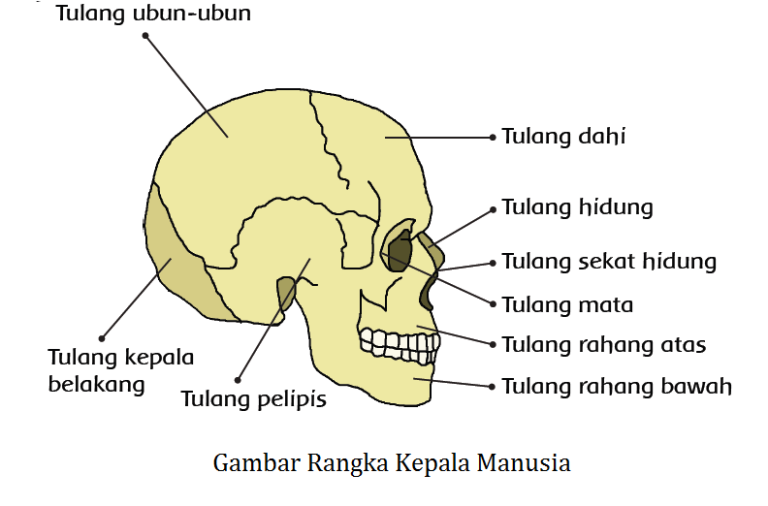 Tulang ubun-ubun
Tulang dahi
Tulang hidung
Tulang sekat hidung
Tulang mata
Tulang rahang atas
Tulang rahang bawah
Tulang kepala
belakang
Tulang pelipis
Gambar Rangka Kepala Manusia